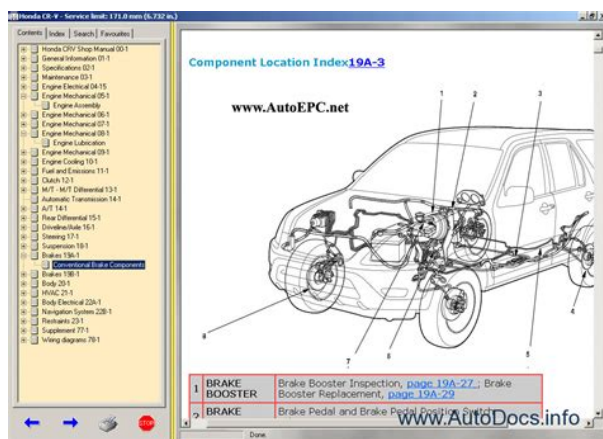 Honda CR-V - Service limit: 171.0 mm (6.732 in.)
Contents Index Search Favourites
Honda CRV Shop Manual 00-1
General Information 01-1
Specifications 02-1
Maintenance 03-1
Engine Electrical 04-15
Engine Mechanical 05-1
Engine Assembly
Engine Mechanical 06-1
Engine Mechanical 07-1
Engine Mechanical 08-1
Engine Lubrication
Engine Mechanical 09-1
Engine Cooling 10-1
Fuel and Emissions 11-1
Clutch 12-1
M/T - M/T Differential 13-1
Automatic Transmission 14-1
A/T 14-1
Rear Differential 15-1
Driveline/Axle 16-1
Steering 17-1
Suspension 18-1
Brakes 19A-1
Conventional Brake Components
Brakes 19B-1
Body 20-1
HVAC 21-1
Body Electrical 22A-1
Navigation System 22B-1
Restraints 23-1
Supplement 77-1
Wiring diagrams 78-1
STOP
Component Location Index19A-3
www.AutoEPC.net
1 2 3
4
5
6
7
8
1 BRAKE BOOSTER Brake Booster Inspection, page 19A-27 ; Brake
Booster Replacement, page 19A-29
2 BRAKE Brake Pedal and Brake Pedal Position Switch
Done
www.AutoDocs.info